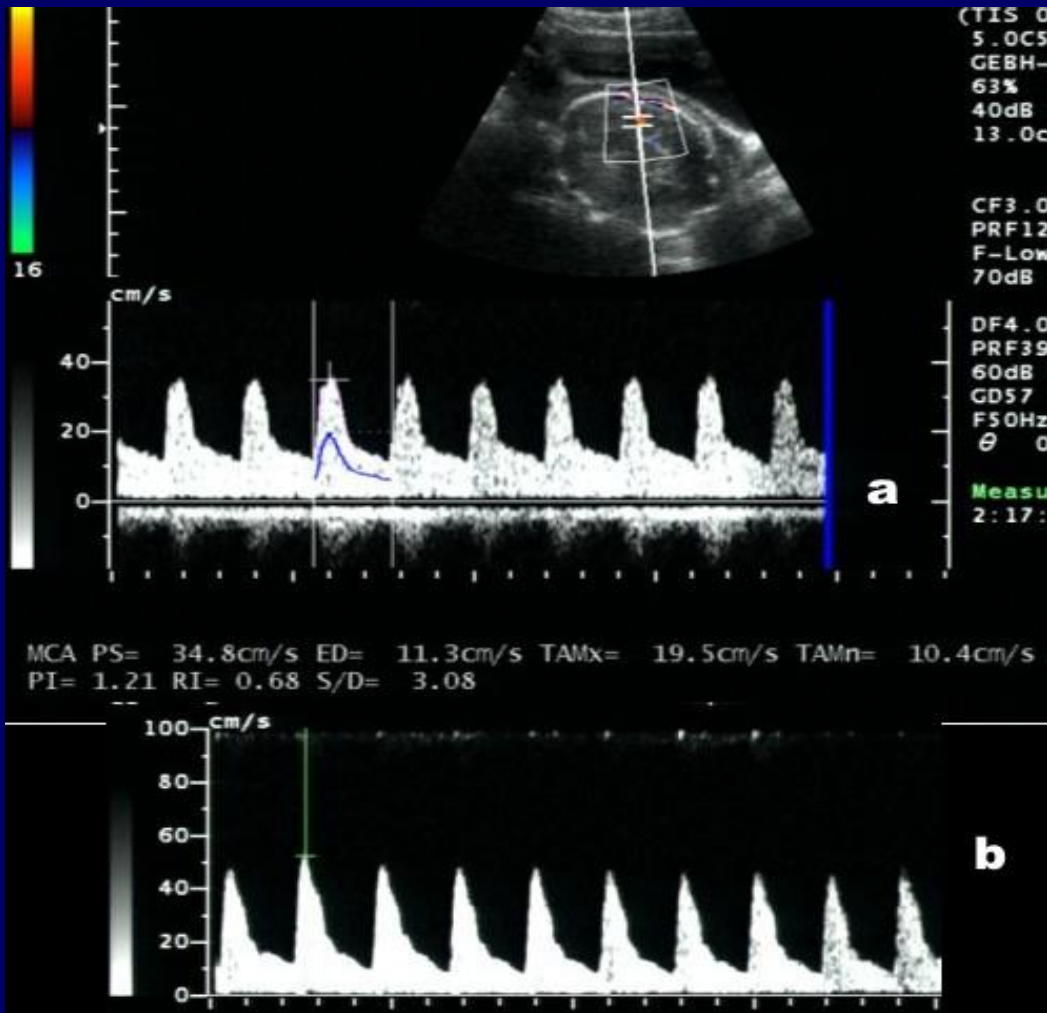 (TIS 0
5.0C5
GEBH-
63%
40dB
13.0c
CF3.0
PRF12
F-Low
70dB
16
cm/s
40
20
0
DF4.0
PRF39
60dB
GD57
F50Hz
θ 0
a
Measu
2:17:
MCA PS= 34.8cm/s ED= 11.3cm/s TAMx= 19.5cm/s TAMn= 10.4cm/s
PI= 1.21 RI= 0.68 S/D= 3.08
100 cm/s
80
60
40
20
0
b